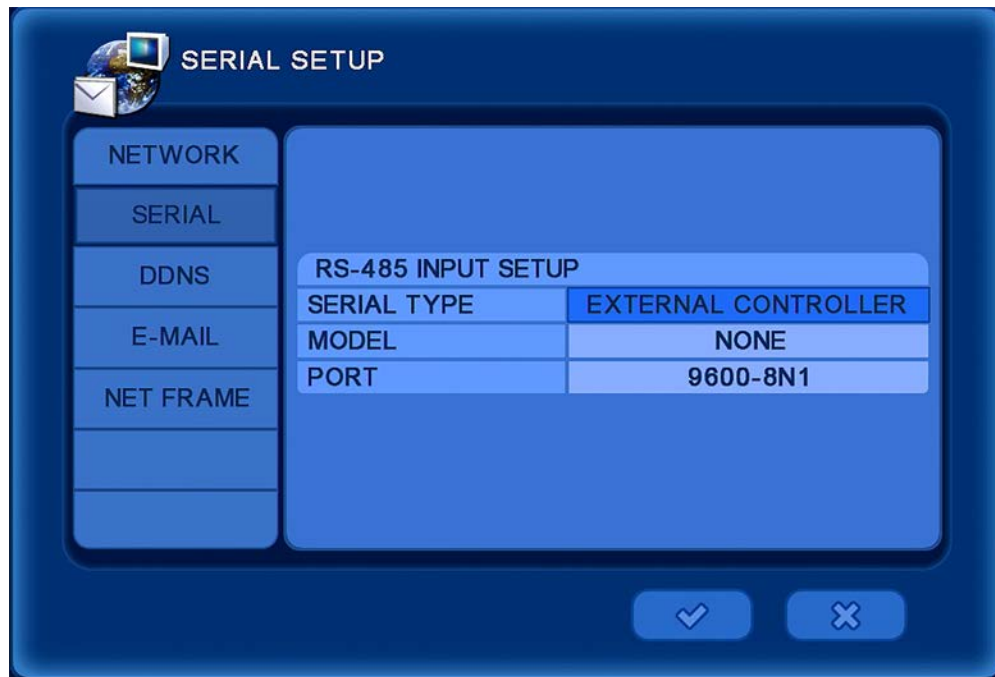 SERIAL SETUP
NETWORK
SERIAL
DDNS
E-MAIL
NET FRAME
RS-485 INPUT SETUP
SERIAL TYPE EXTERNAL CONTROLLER
MODEL NONE
PORT 9600-8N1